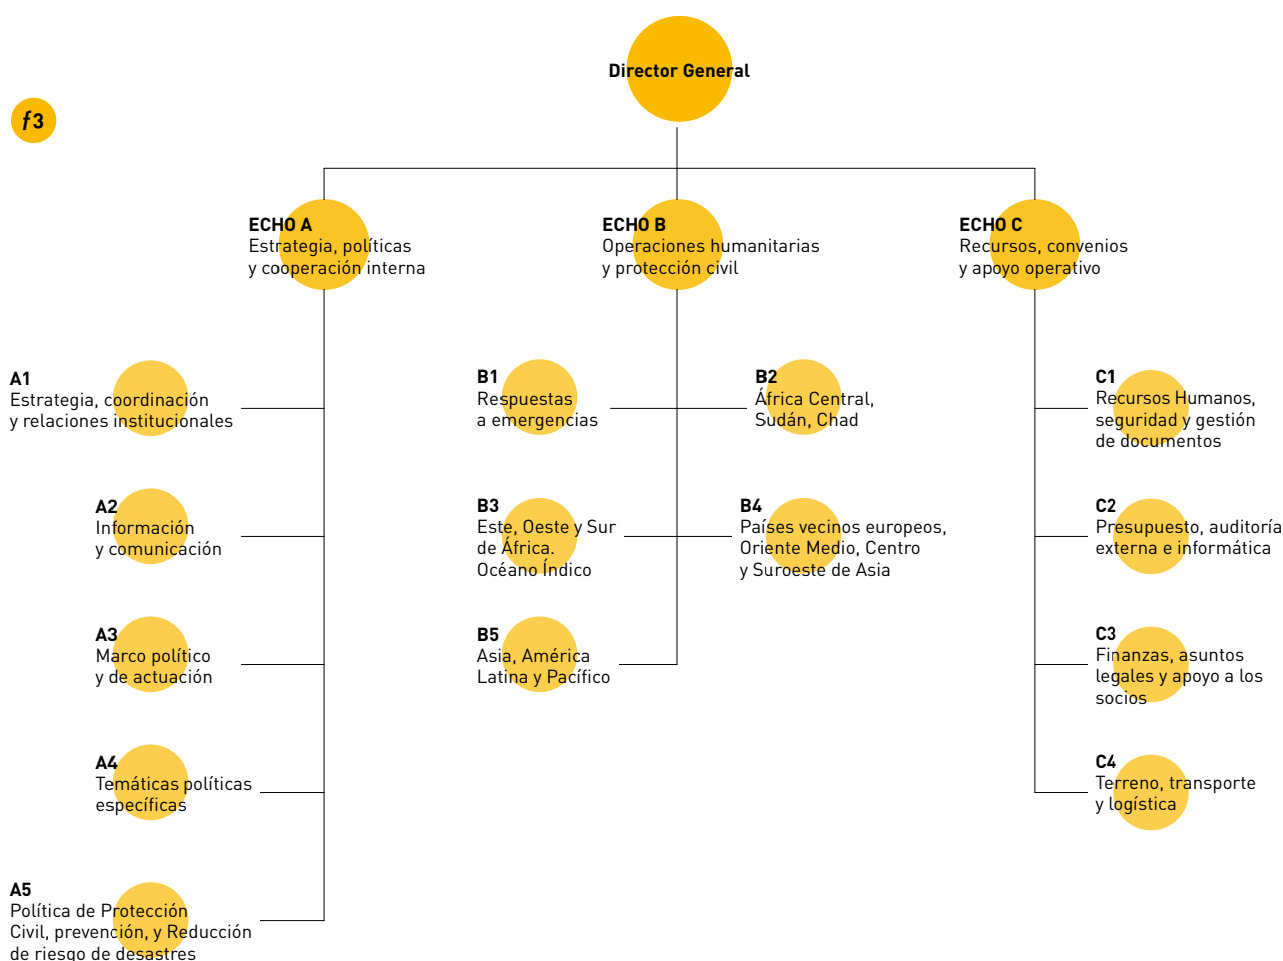 Director General
ƒ3
ECHO A
Estrategia, políticas
y cooperación interna
ECHO B
Operaciones humanitarias
y protección civil
ECHO C
Recursos, convenios
y apoyo operativo
A1
Estrategia, coordinación
y relaciones institucionales
A2
Información
y comunicación
A3
Marco político
y de actuación
A4
Temáticas políticas
específicas
A5
Política de Protección
Civil, prevención, y Reducción
de riesgo de desastres
B1
Respuestas
a emergencias
B2
África Central,
Sudán, Chad
B3
Este, Oeste y Sur
de África.
Océano Índico
B4
Países vecinos europeos,
Oriente Medio, Centro
y Suroeste de Asia
B5
Asia, América
Latina y Pacífico
C1
Recursos Humanos,
seguridad y gestión
de documentos
C2
Presupuesto, auditoría
externa e informática
C3
Finanzas, asuntos
legales y apoyo a los
socios
C4
Terreno, transporte
y logística